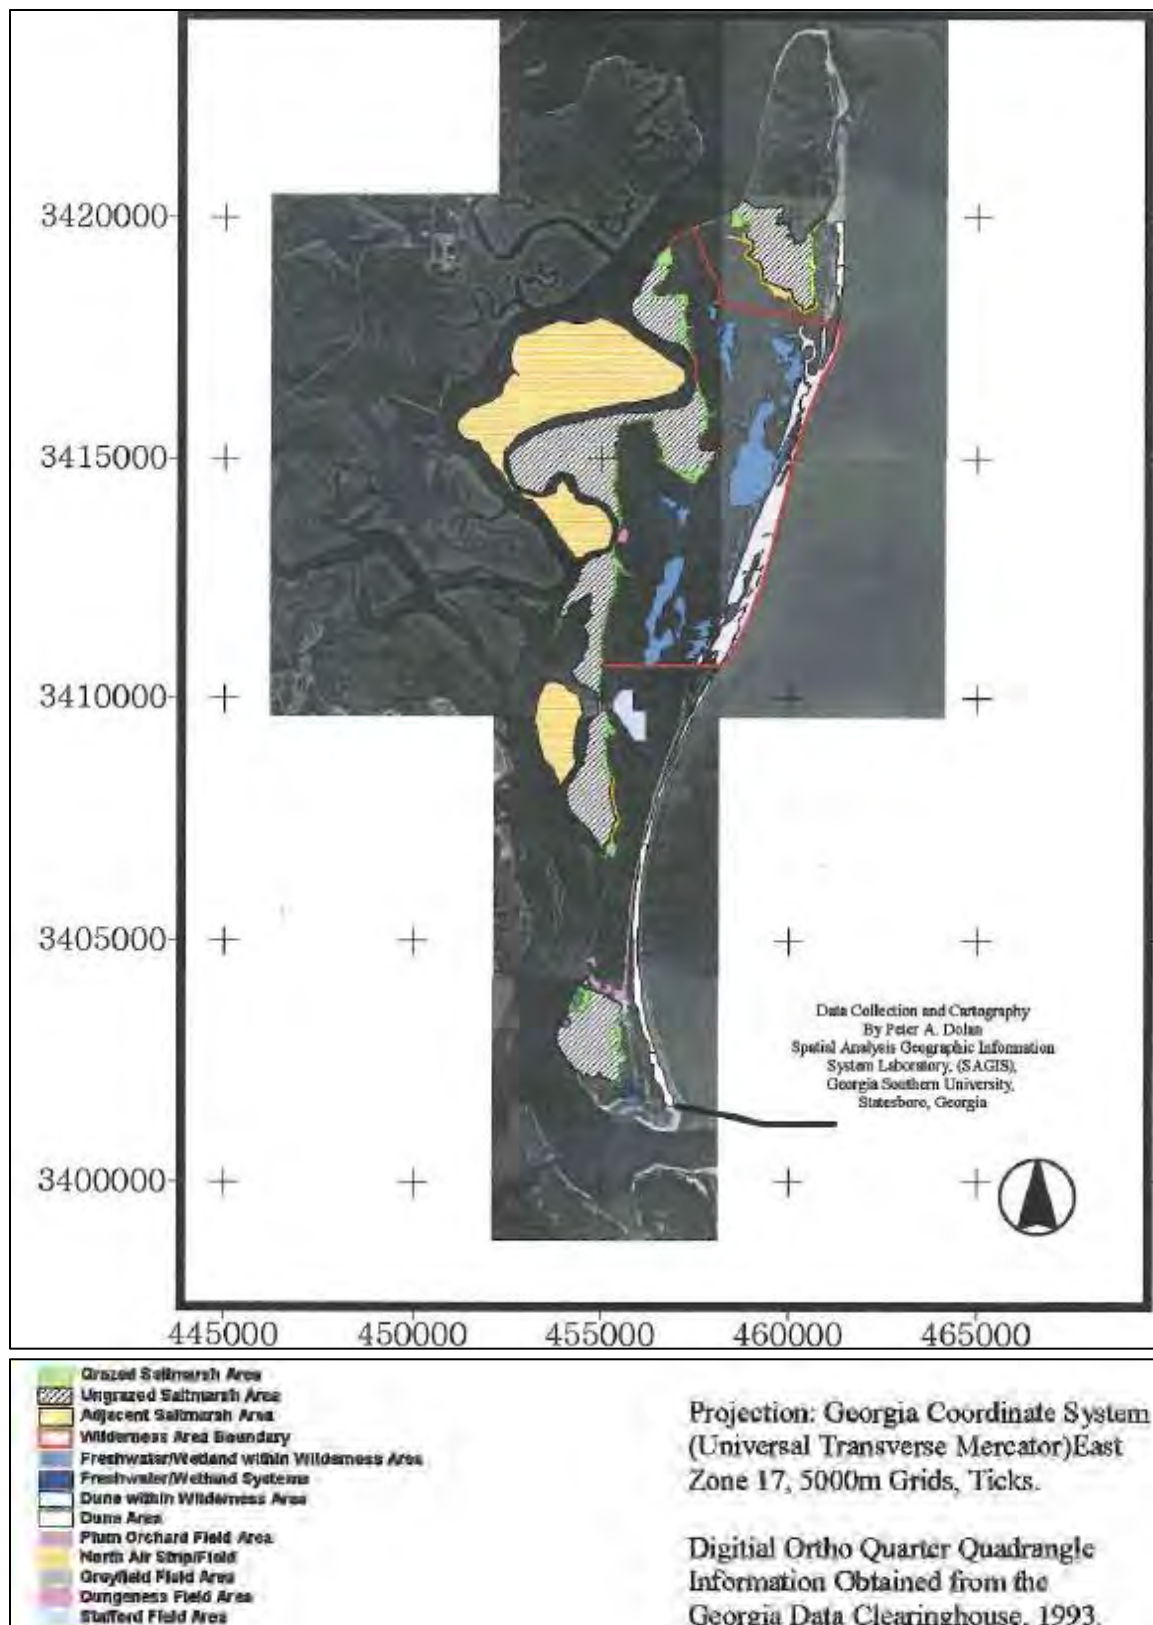 3420000
3415000
3410000
3405000
3400000
Data Collection and Cartography
By Peter A. Dolan
Spatial Analysis Geographic Information
System Laboratory, (SAGIS),
Georgia Southern University,
Statesboro, Georgia
445000 450000 455000 460000 465000
Grazed Saltmarsh Area
Ungrazed Saltmarsh Area
Adjacent Saltmarsh Area
Wilderness Area Boundary
Freshwater/Wetland within Wilderness Area
Freshwater/Wetland Systems
Dune within Wilderness Area
Dune Area
Plum Orchard Field Area
North Air Strip/Field
Greyfield Field Area
Dungeness Field Area
Stafford Field Area
Projection: Georgia Coordinate System
(Universal Transverse Mercator)East
Zone 17, 5000m Grids, Ticks.
Digitial Ortho Quarter Quadrangle
Information Obtained from the
Georgia Data Clearinghouse, 1993.